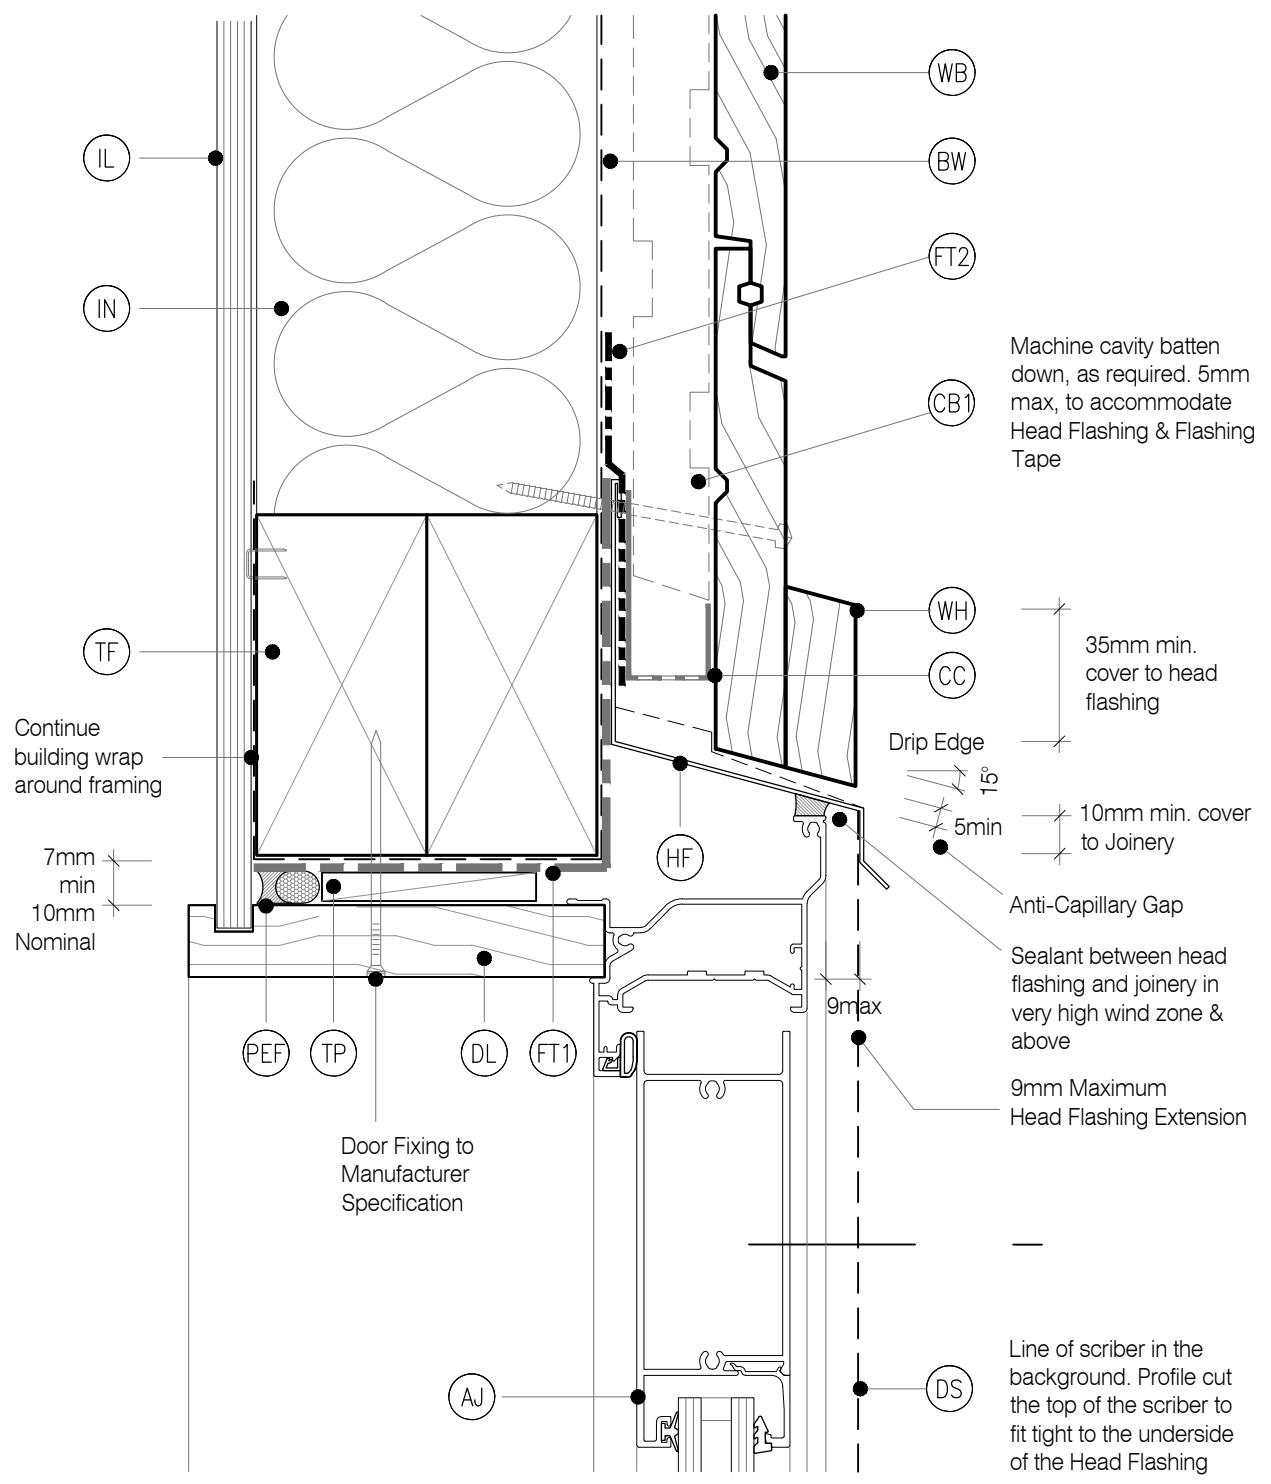 WB
IL
BW
FT2
IN
Machine cavity batten
down, as required. 5mm
max, to accommodate
Head Flashing & Flashing
Tape
CB1
WH
TF
35mm min.
cover to head
flashing
CC
Continue
building wrap
around framing
Drip Edge
15°
10mm min. cover
to Joinery
5min
7mm
min
10mm
Nominal
HF
Anti-Capillary Gap
Sealant between head
flashing and joinery in
very high wind zone &
above
9max
PEF
TP
DL
FT1
9mm Maximum
Head Flashing Extension
Door Fixing to
Manufacturer
Specification
AJ
DS
Line of scriber in the
background. Profile cut
the top of the scriber to
fit tight to the underside
of the Head Flashing